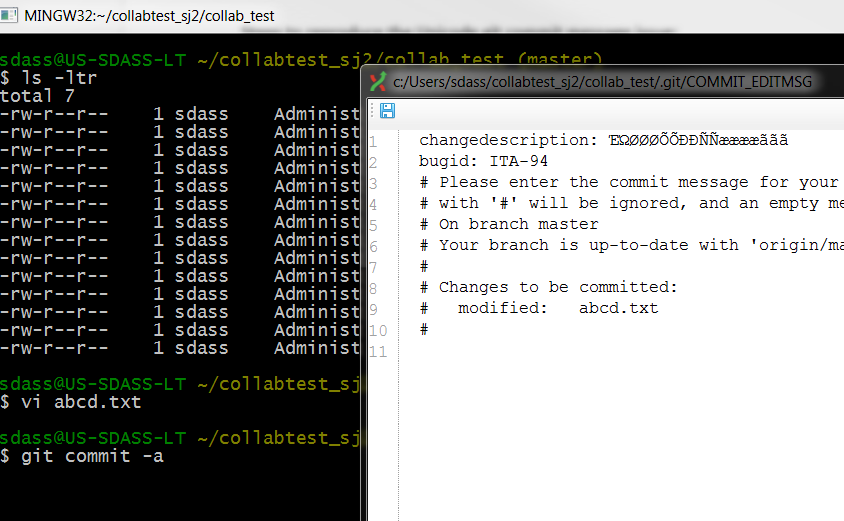 MINGW32:~/collabtest_sj2/collab_test
sdass@US-SDASS-LT ~/collabtest_sj2/collab_test (master)
$ ls -ltr
total 7
-rw-r--r-- 1 sdass Administ
-rw-r--r-- 1 sdass Administ
-rw-r--r-- 1 sdass Administ
-rw-r--r-- 1 sdass Administ
-rw-r--r-- 1 sdass Administ
-rw-r--r-- 1 sdass Administ
-rw-r--r-- 1 sdass Administ
-rw-r--r-- 1 sdass Administ
-rw-r--r-- 1 sdass Administ
-rw-r--r-- 1 sdass Administ
-rw-r--r-- 1 sdass Administ
-rw-r--r-- 1 sdass Administ
-rw-r--r-- 1 sdass Administ
-rw-r--r-- 1 sdass Administ
sdass@US-SDASS-LT ~/collabtest_sj
$ vi abcd.txt
sdass@US-SDASS-LT ~/collabtest_sj
$ git commit -a
c:/Users/sdass/collabtest_sj2/collab_test/.git/COMMIT_EDITMSG
1 changedescription: ΈΏØØØÕÕÐÐÑÑææææããã
2 bugid: ITA-94
3 # Please enter the commit message for your
4 # with '#' will be ignored, and an empty me
5 # On branch master
6 # Your branch is up-to-date with 'origin/ma
7 #
8 # Changes to be committed:
9 # modified: abcd.txt
10 #
11